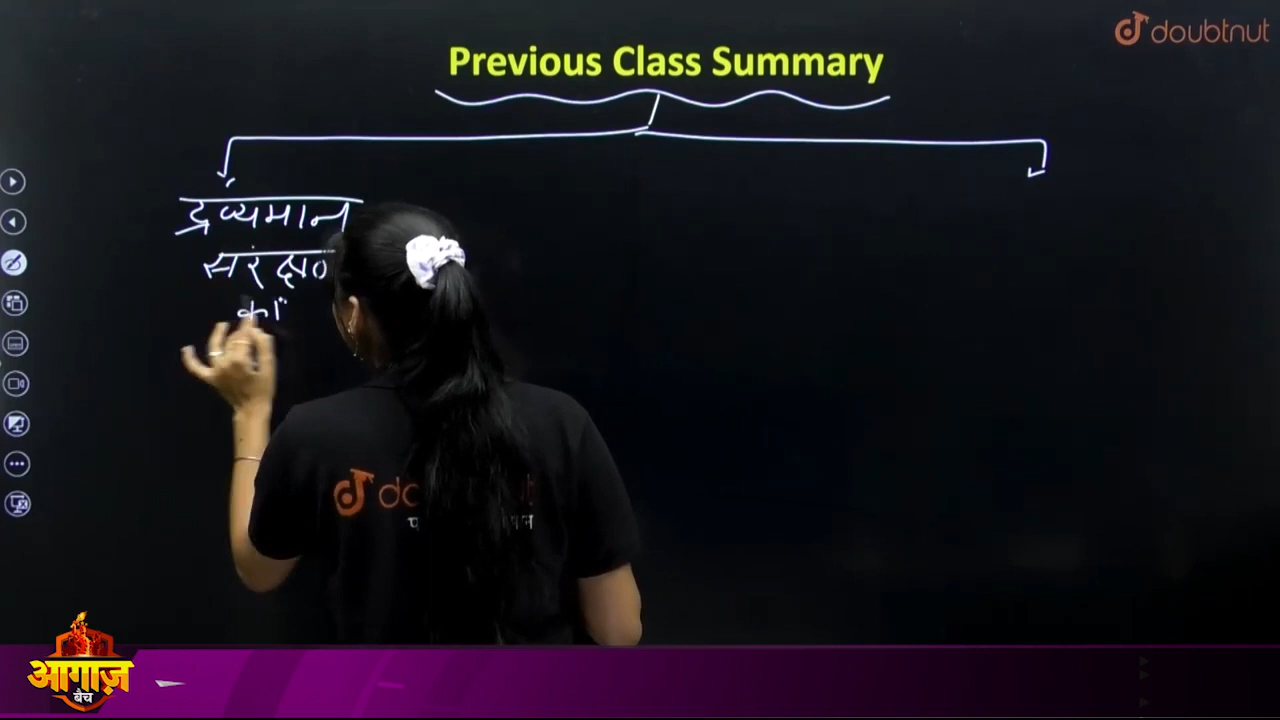 doubtnut
Previous Class Summary
द्रव्यमान
संरक्षण
का
आगाज़
बैच